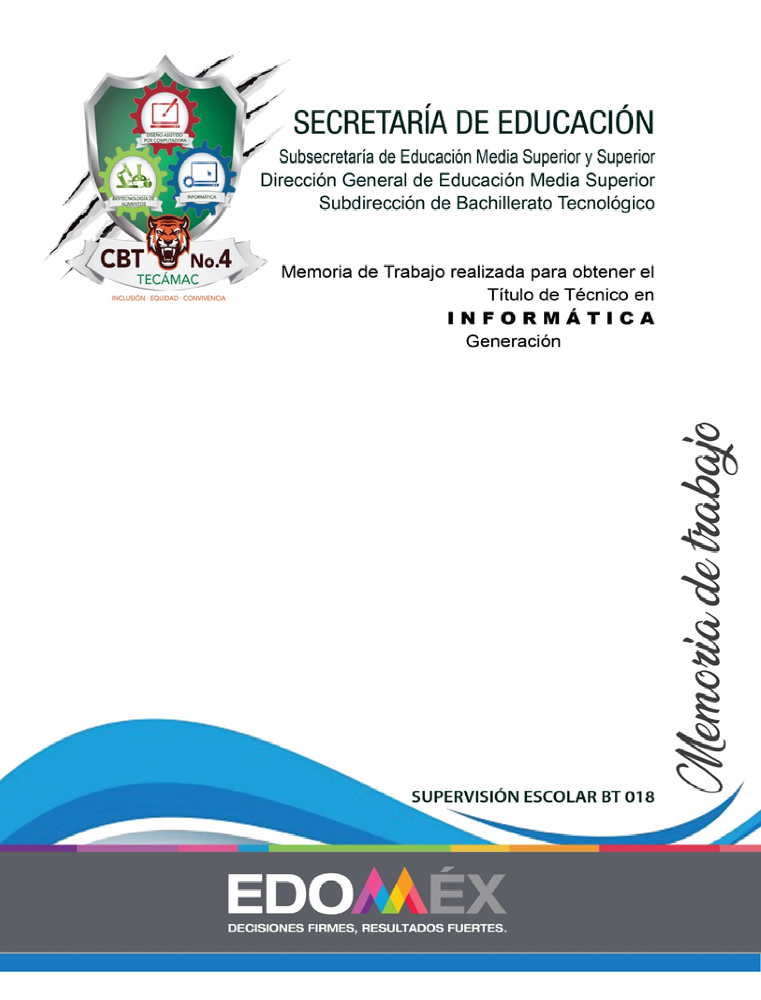 DISEÑO ASISTIDO
POR COMPUTADORA
BIOTECNOLOGÍA DE
ALIMENTOS
INFORMÁTICA
CBT No.4
TECÁMAC
INCLUSIÓN - EQUIDAD - CONVIVENCIA
SECRETARÍA DE EDUCACIÓN
Subsecretaría de Educación Media Superior y Superior
Dirección General de Educación Media Superior
Subdirección de Bachillerato Tecnológico
Memoria de Trabajo realizada para obtener el
Título de Técnico en
INFORMÁTICA
Generación
Memoria de trabajo
SUPERVISIÓN ESCOLAR BT 018
EDOMÉX
DECISIONES FIRMES, RESULTADOS FUERTES.